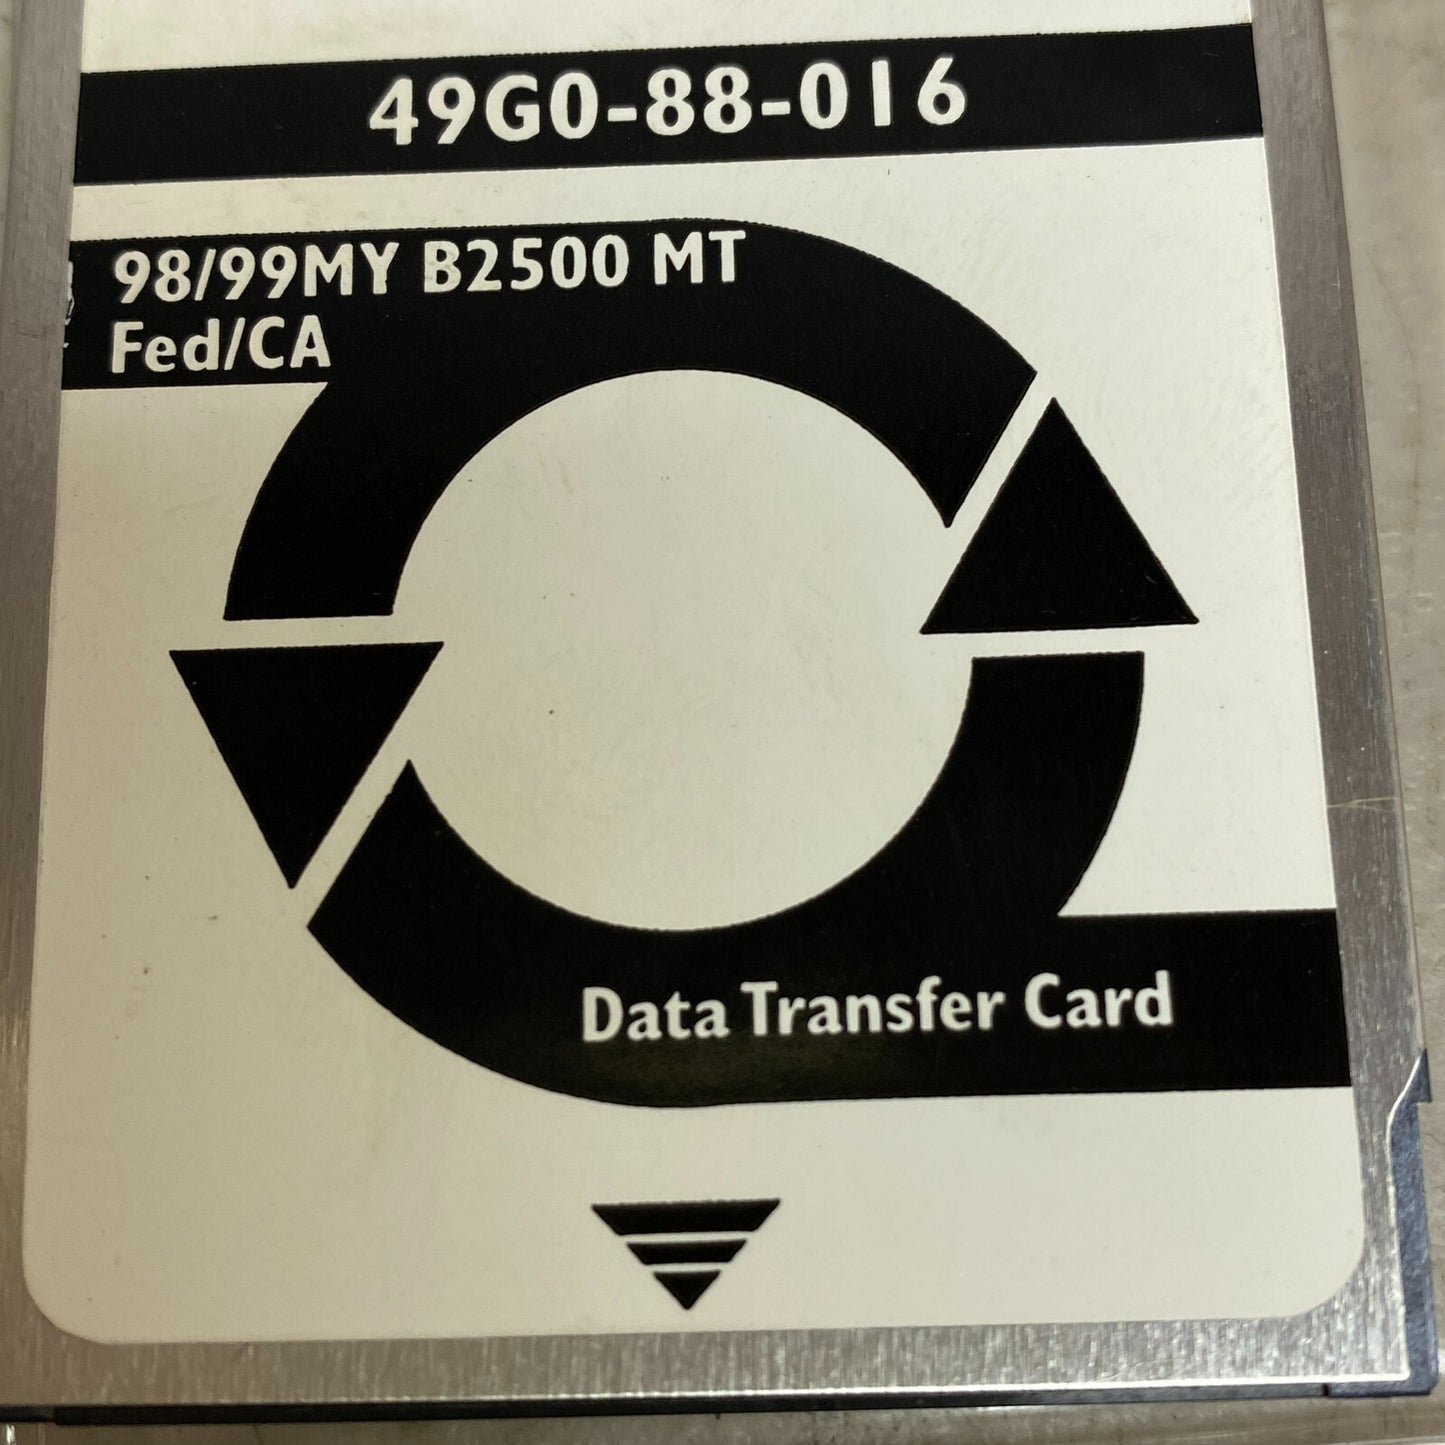 49G0-88-016
98/99MY B2500 MT
Fed/CA
Data Transfer Card